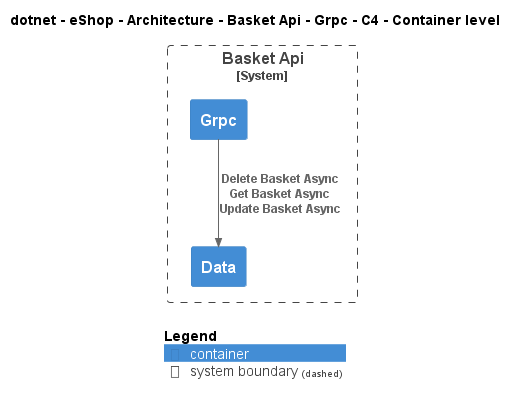 dotnet - eShop - Architecture - Basket Api - Grpc - C4 - Container level
Basket Api
[System]
Grpc
Delete Basket Async
Get Basket Async
Update Basket Async
Data
Legend
container
system boundary (dashed)